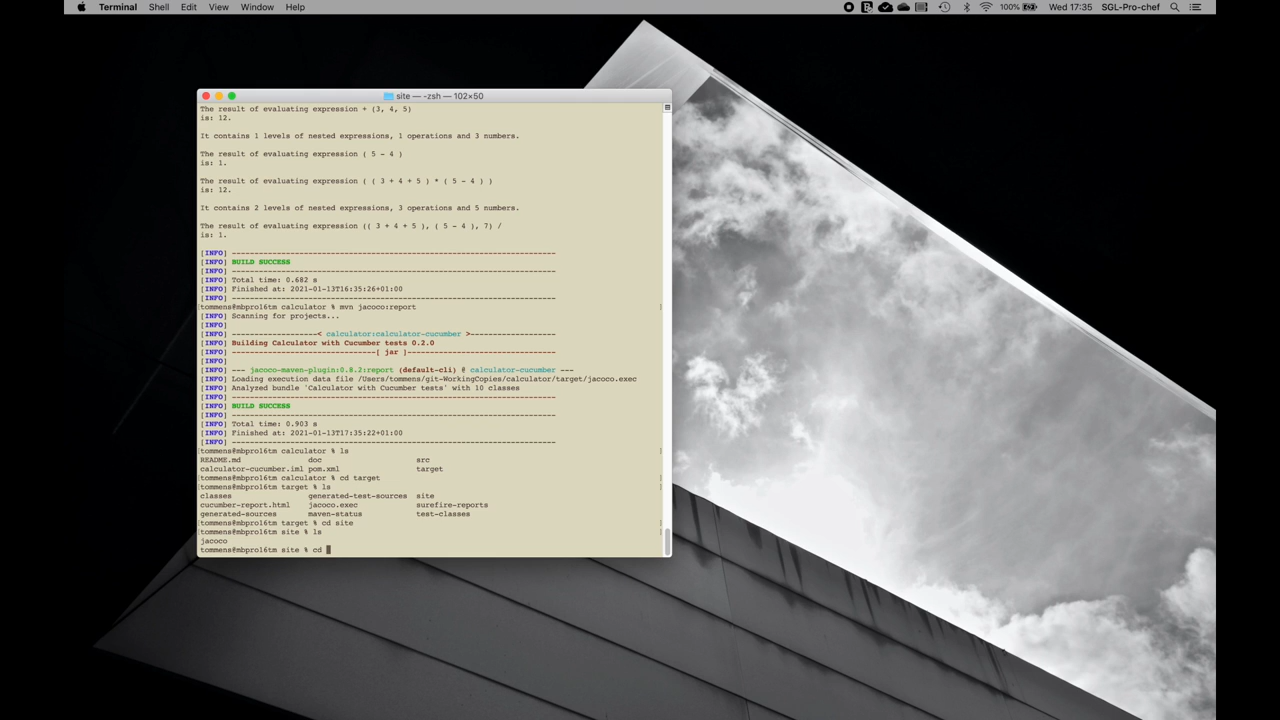 Terminal Shell Edit View Window Help 100% Wed 17:35 SGL-Pro-chef
site — -zsh — 102×50
The result of evaluating expression + (3, 4, 5)
is: 12.
It contains 1 levels of nested expressions, 1 operations and 3 numbers.
The result of evaluating expression ( 5 - 4 )
is: 1.
The result of evaluating expression ( ( 3 + 4 + 5 ) * ( 5 - 4 ) )
is: 12.
It contains 2 levels of nested expressions, 3 operations and 5 numbers.
The result of evaluating expression (( 3 + 4 + 5 ), ( 5 - 4 ), 7) /
is: 1.
[INFO] ------------------------------------------------------------------------
[INFO] BUILD SUCCESS
[INFO] ------------------------------------------------------------------------
[INFO] Total time: 0.682 s
[INFO] Finished at: 2021-01-13T16:35:26+01:00
[INFO] ------------------------------------------------------------------------
tommens@mbpro16tm calculator % mvn jacoco:report
[INFO] Scanning for projects...
[INFO]
[INFO] -------------------< calculator:calculator-cucumber >-------------------
[INFO] Building Calculator with Cucumber tests 0.2.0
[INFO] --------------------------------[ jar ]---------------------------------
[INFO]
[INFO] --- jacoco-maven-plugin:0.8.2:report (default-cli) @ calculator-cucumber ---
[INFO] Loading execution data file /Users/tommens/git-WorkingCopies/calculator/target/jacoco.exec
[INFO] Analyzed bundle 'Calculator with Cucumber tests' with 10 classes
[INFO] ------------------------------------------------------------------------
[INFO] BUILD SUCCESS
[INFO] ------------------------------------------------------------------------
[INFO] Total time: 0.903 s
[INFO] Finished at: 2021-01-13T17:35:22+01:00
[INFO] ------------------------------------------------------------------------
tommens@mbpro16tm calculator % ls
README.md doc src
calculator-cucumber.iml pom.xml target
tommens@mbpro16tm calculator % cd target
tommens@mbpro16tm target % ls
classes generated-test-sources site
cucumber-report.html jacoco.exec surefire-reports
generated-sources maven-status test-classes
tommens@mbpro16tm target % cd site
tommens@mbpro16tm site % ls
jacoco
tommens@mbpro16tm site % cd